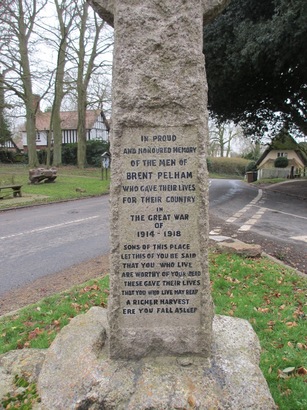 IN PROUD
AND HONOURED MEMORY
OF THE MEN OF
BRENT PELHAM
WHO GAVE THEIR LIVES
FOR THEIR COUNTRY
IN
THE GREAT WAR
OF
1914 - 1918
SONS OF THIS PLACE
LET THIS OF YOU BE SAID
THAT YOU WHO LIVE
ARE WORTHY OF YOUR DEAD
THESE GAVE THEIR LIVES
THAT YOU WHO LIVE MAY REAP
A RICHER HARVEST
ERE YOU FALL ASLEEP